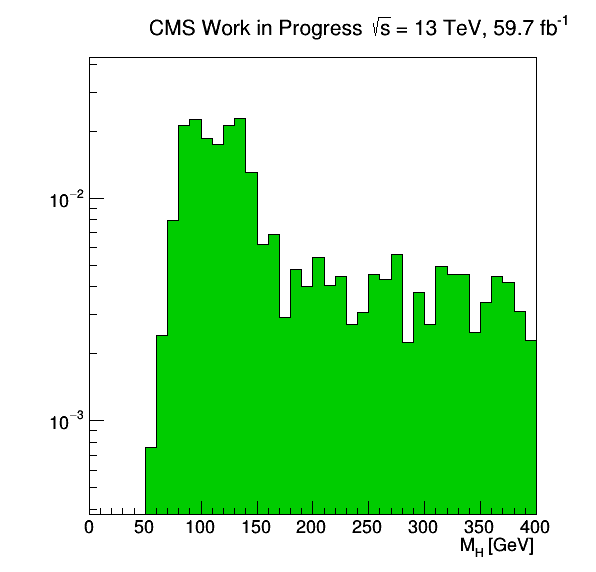 CMS Work in Progress √s = 13 TeV, 59.7 fb⁻¹
10⁻²
10⁻³
0 50 100 150 200 250 300 350 400
M_H [GeV]